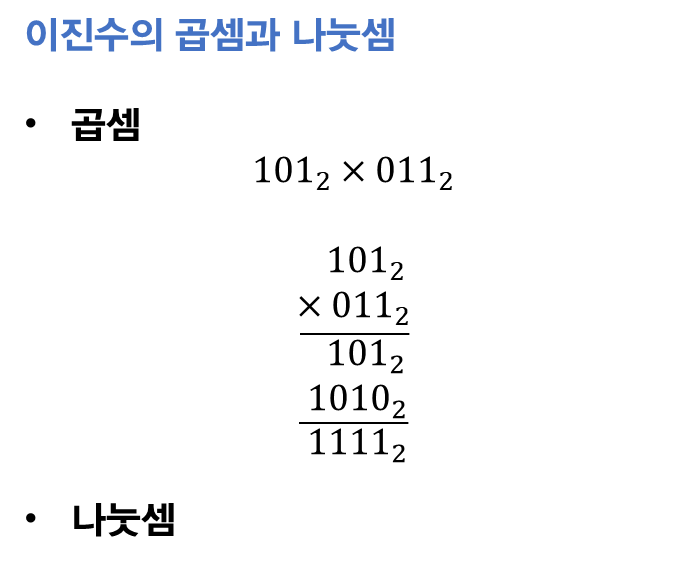 이진수의 곱셈과 나눗셈
• 곱셈
101₂ × 011₂
101₂
× 011₂
101₂
1010₂
1111₂
• 나눗셈